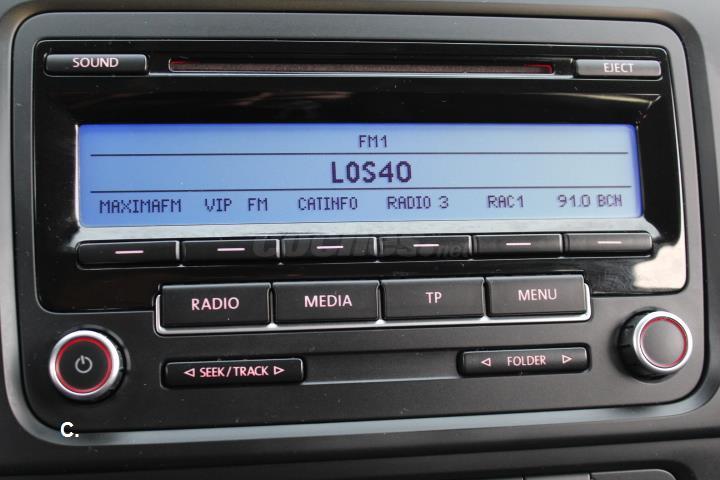 SOUND EJECT
FM1
LOS40
MAXIMAFM VIP FM CATINFO RADIO 3 RAC1 91.0 BCN
RADIO MEDIA TP MENU
SEEK/TRACK FOLDER
C.